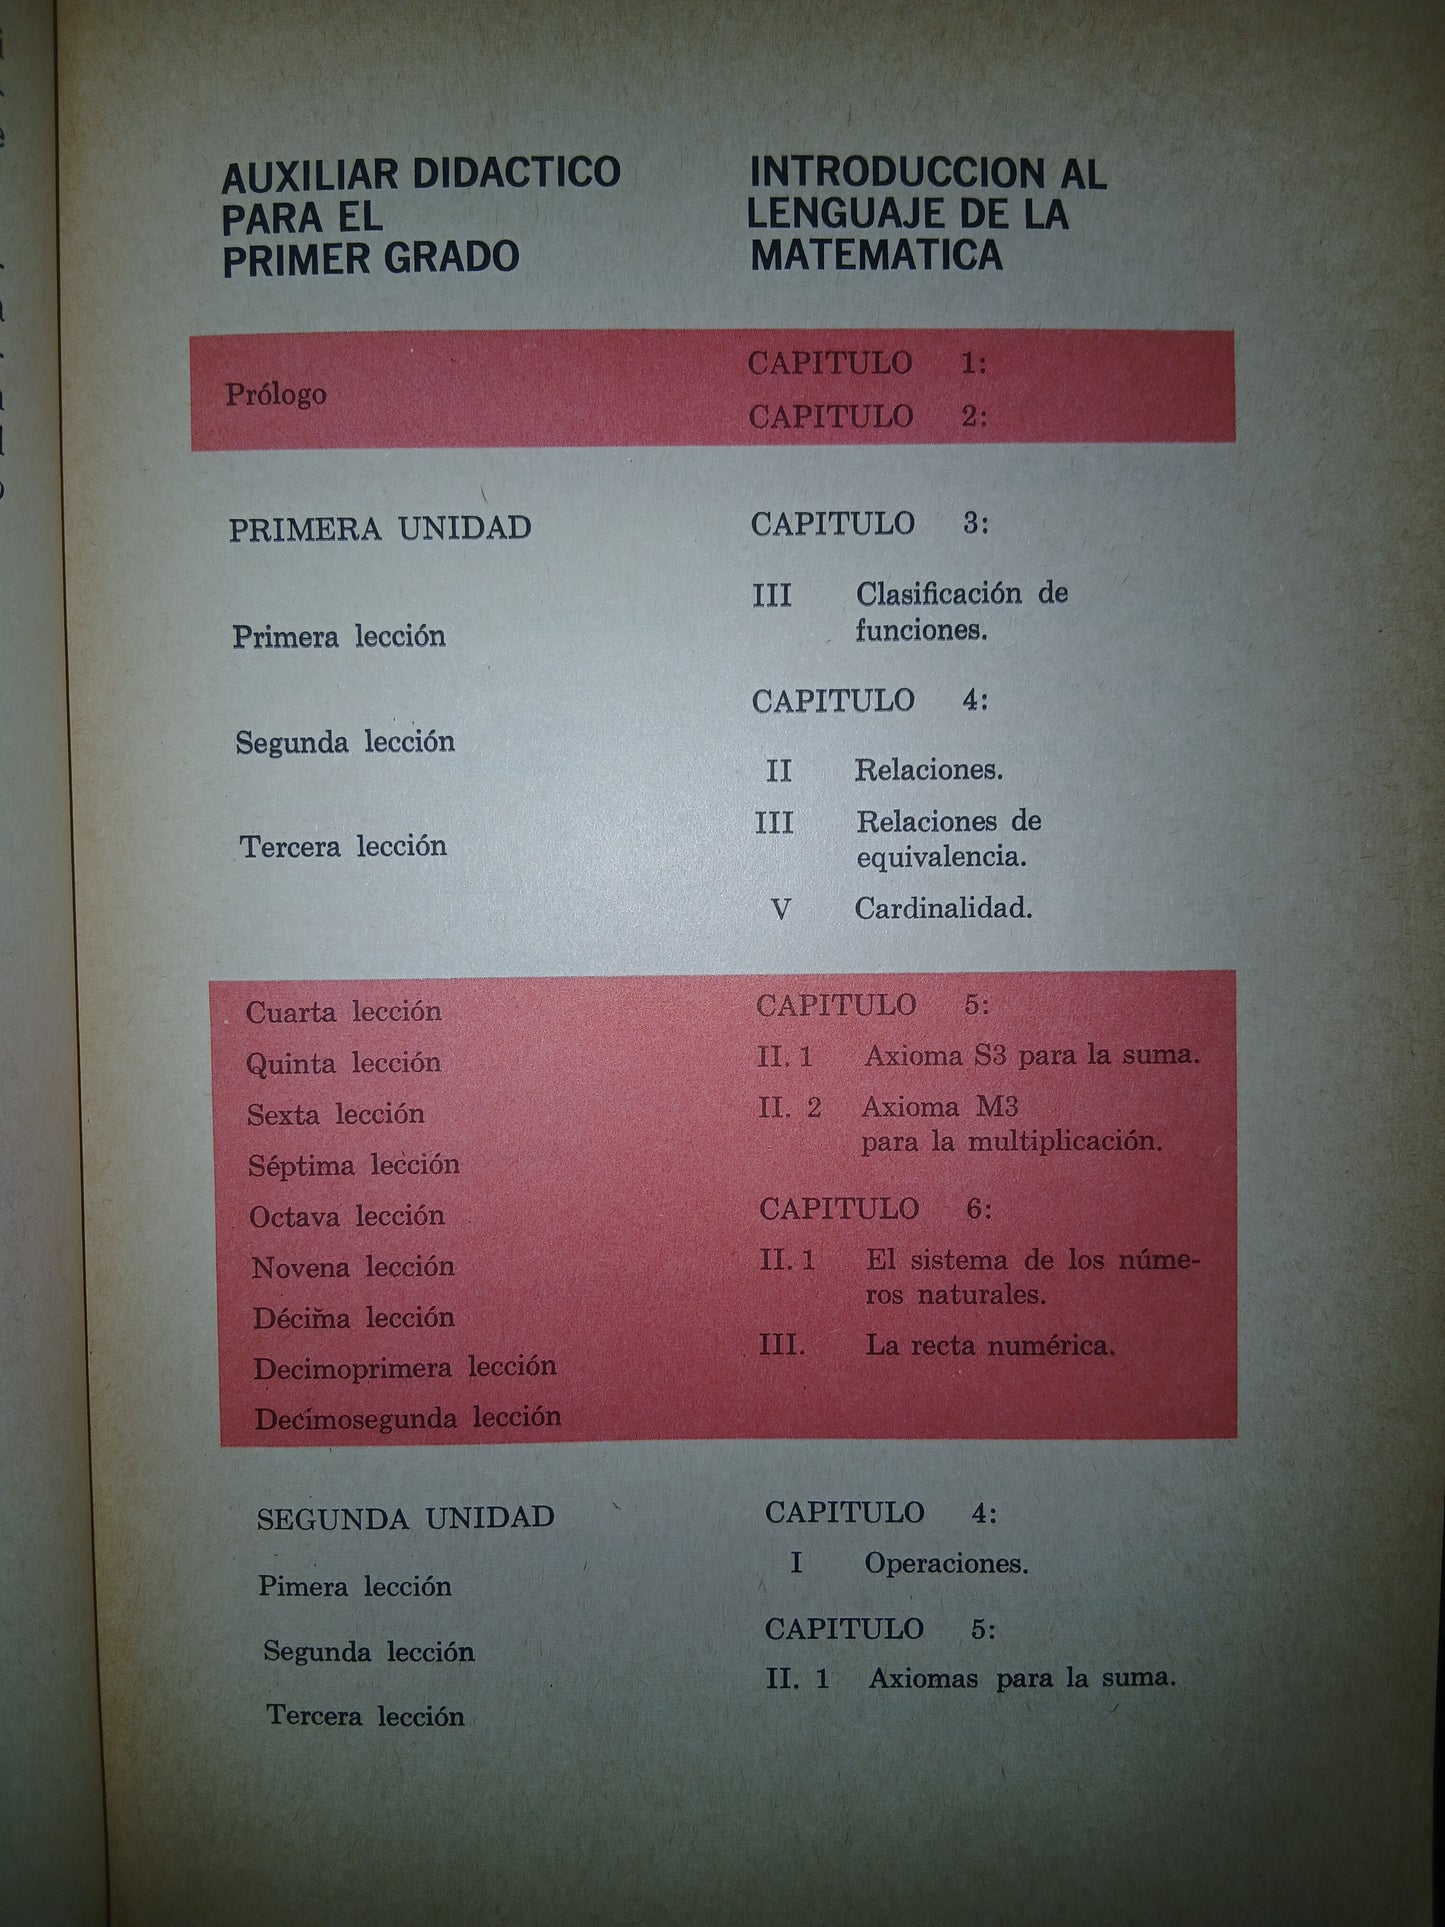 AUXILIAR DIDACTICO
PARA EL
PRIMER GRADO
INTRODUCCION AL
LENGUAJE DE LA
MATEMATICA
Prólogo
CAPITULO 1:
CAPITULO 2:
PRIMERA UNIDAD
Primera lección
Segunda lección
Tercera lección
CAPITULO 3:
III Clasificación de
funciones.
CAPITULO 4:
II Relaciones.
III Relaciones de
equivalencia.
V Cardinalidad.
Cuarta lección
Quinta lección
Sexta lección
Séptima lección
Octava lección
Novena lección
Décima lección
Decimoprimera lección
Decimosegunda lección
CAPITULO 5:
II. 1 Axioma S3 para la suma.
II. 2 Axioma M3
para la multiplicación.
CAPITULO 6:
II. 1 El sistema de los núme-
ros naturales.
III. La recta numérica.
SEGUNDA UNIDAD
Pimera lección
Segunda lección
Tercera lección
CAPITULO 4:
I Operaciones.
CAPITULO 5:
II. 1 Axiomas para la suma.